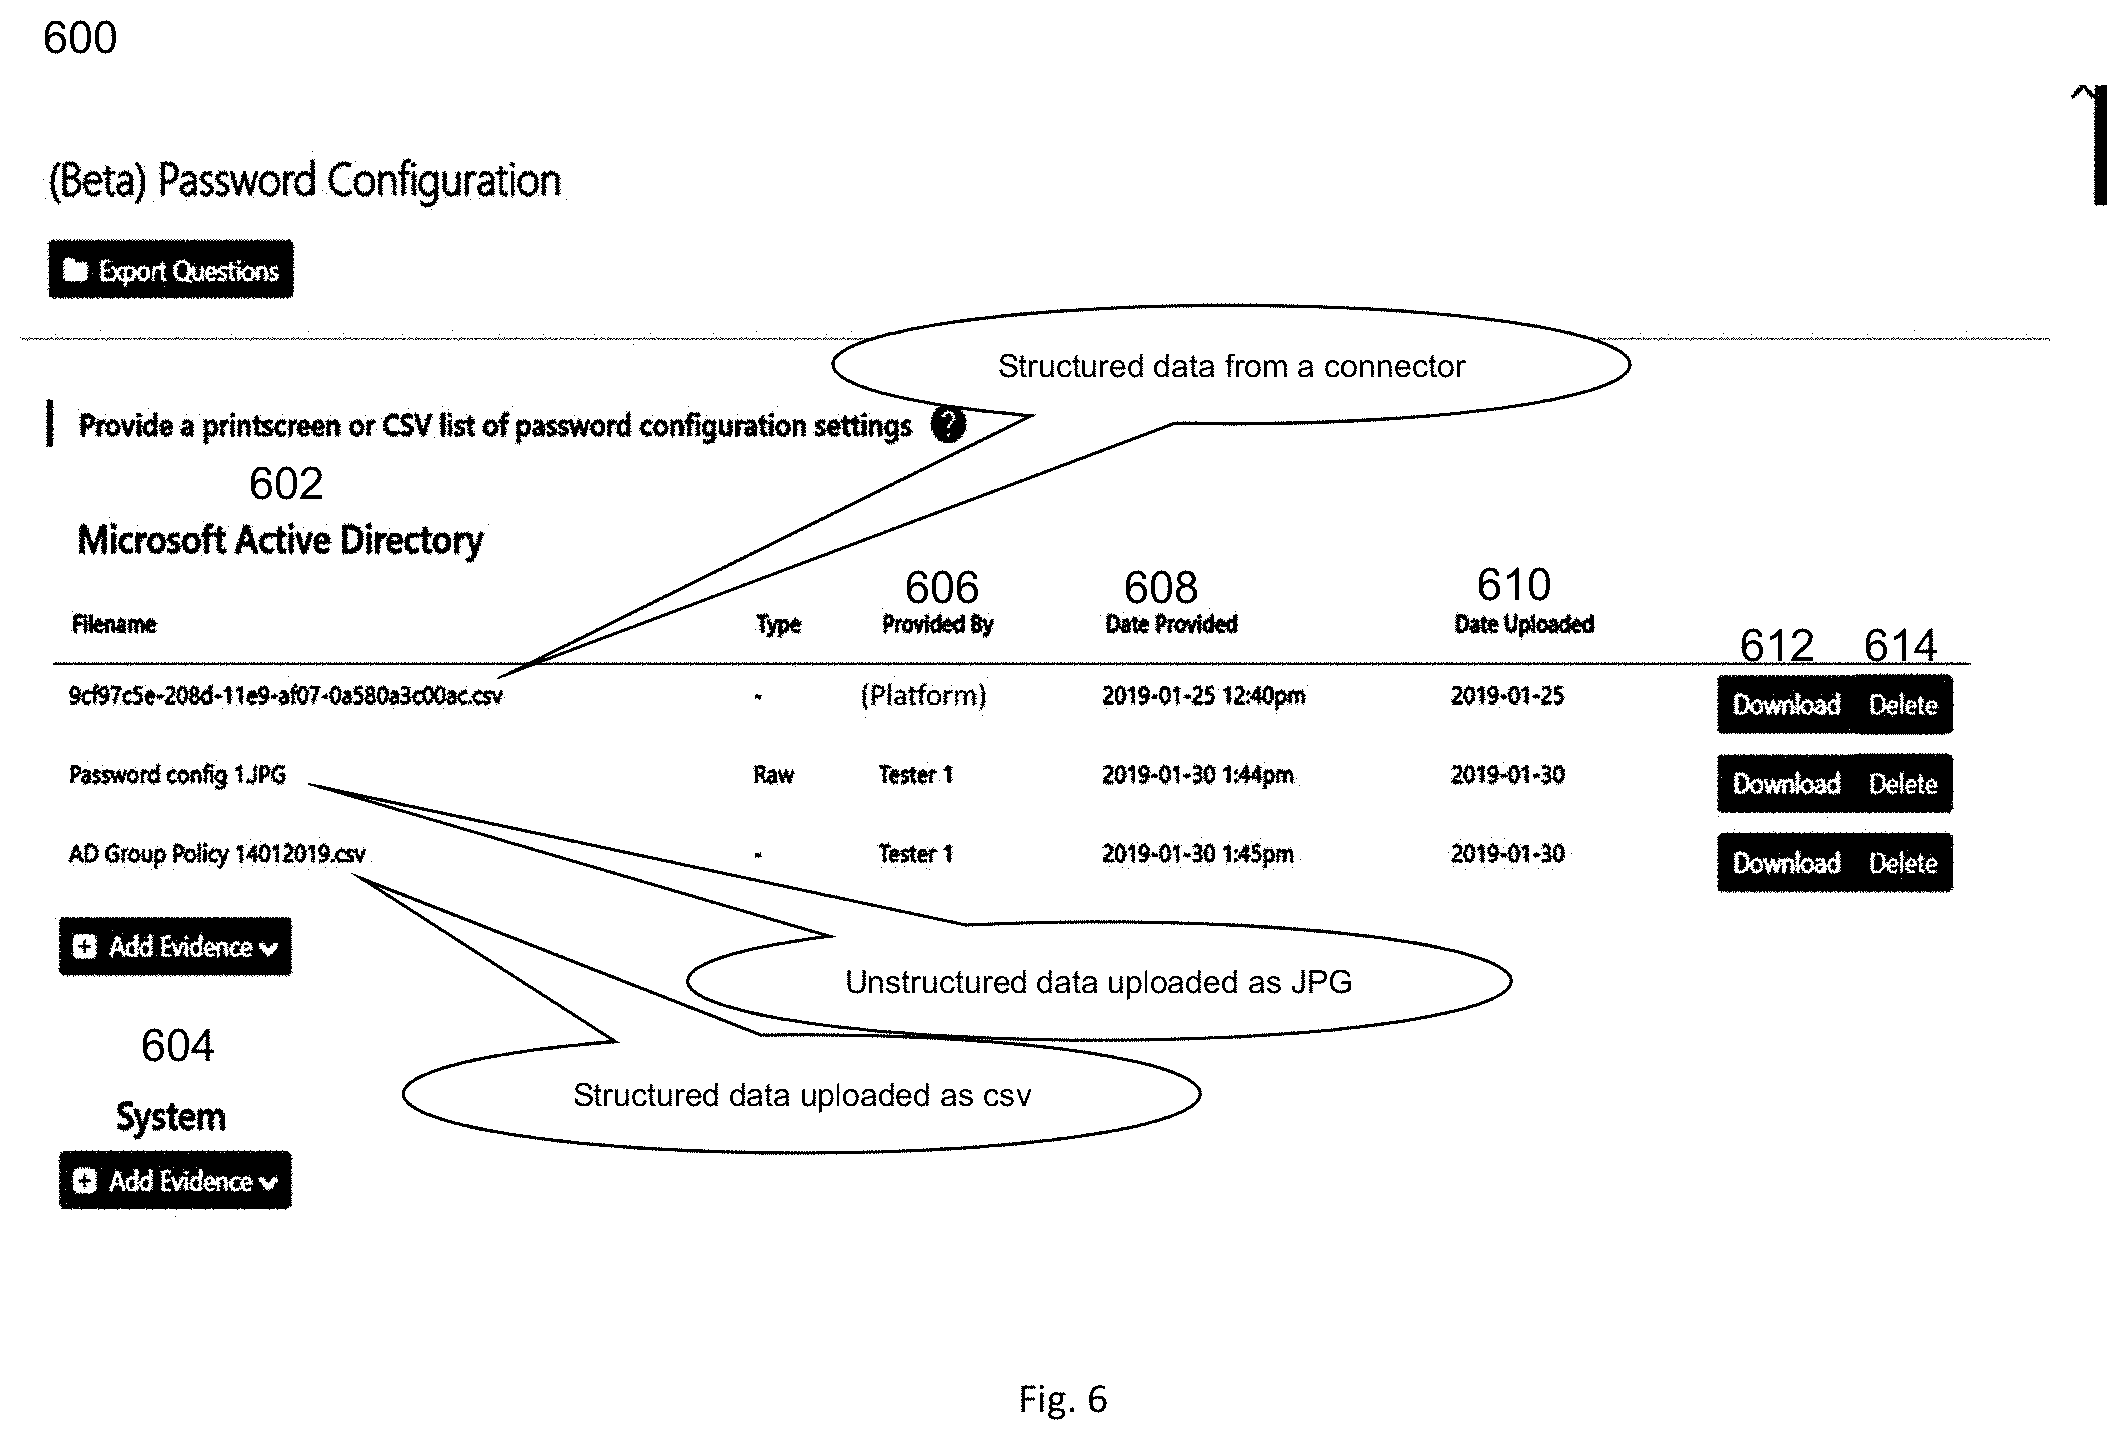 600
(Beta) Password Configuration
Export Questions
Structured data from a connector
Provide a printscreen or CSV list of password configuration settings ?
602
Microsoft Active Directory
606 608 610
Filename Type Provided By Date Provided Date Uploaded
612 614
9cf97c5e-208d-11e9-af07-0a580a3c00ac.csv - (Platform) 2019-01-25 12:40pm 2019-01-25 Download Delete
Password config 1.JPG Raw Tester 1 2019-01-30 1:44pm 2019-01-30 Download Delete
AD Group Policy 14012019.csv - Tester 1 2019-01-30 1:45pm 2019-01-30 Download Delete
Add Evidence
Unstructured data uploaded as JPG
604
Structured data uploaded as csv
System
Add Evidence
Fig. 6